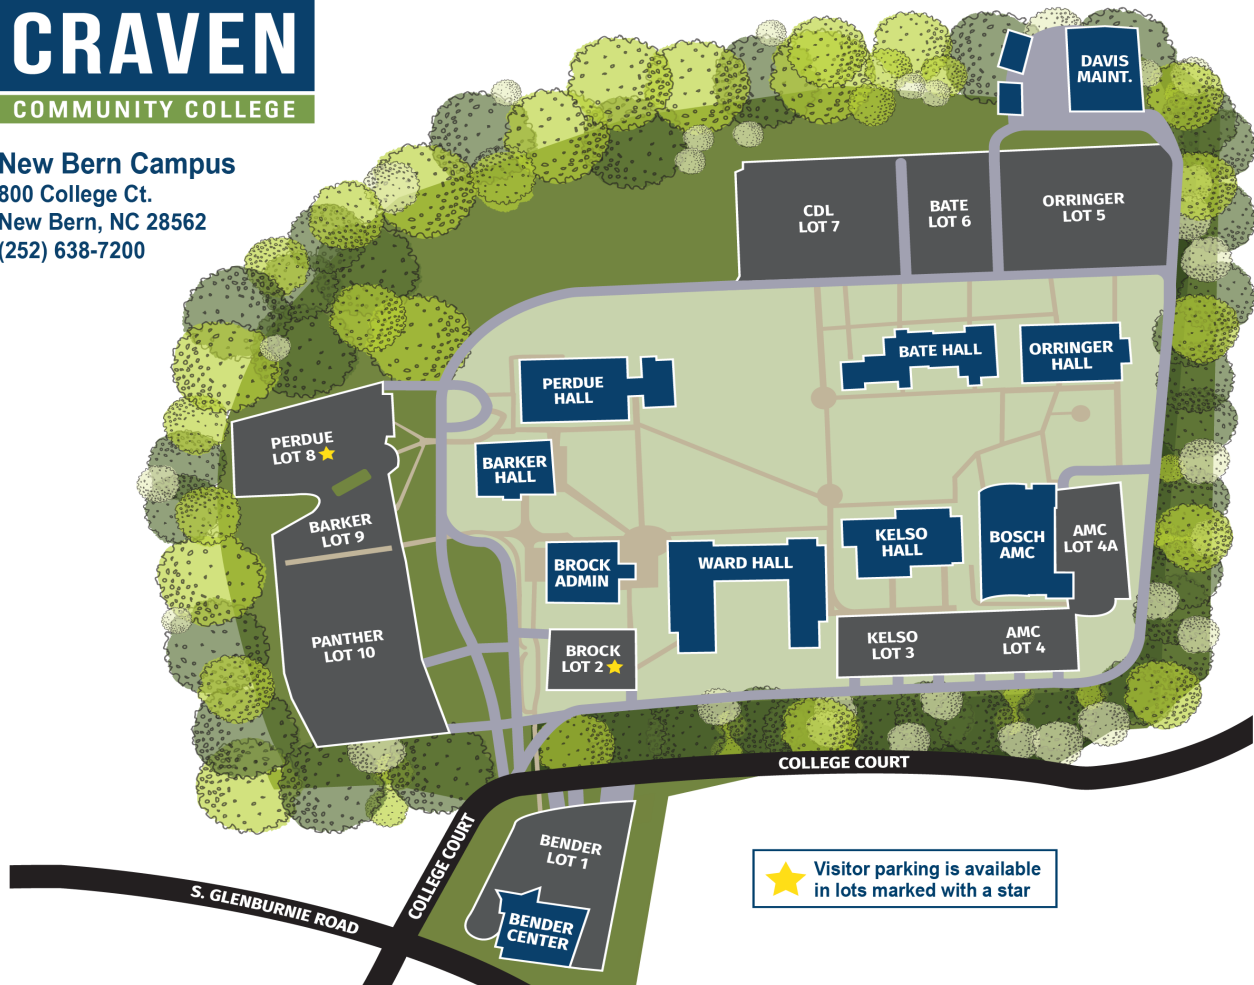 CRAVEN
COMMUNITY COLLEGE
New Bern Campus
800 College Ct.
New Bern, NC 28562
(252) 638-7200
DAVIS
MAINT.
CDL
LOT 7
BATE
LOT 6
ORRINGER
LOT 5
BATE HALL
ORRINGER
HALL
PERDUE
HALL
PERDUE
LOT 8
BARKER
HALL
BARKER
LOT 9
BROCK
ADMIN
WARD HALL
KELSO
HALL
BOSCH
AMC
AMC
LOT 4A
PANTHER
LOT 10
BROCK
LOT 2
KELSO
LOT 3
AMC
LOT 4
COLLEGE COURT
COLLEGE COURT
BENDER
LOT 1
S. GLENBURNIE ROAD
BENDER
CENTER
Visitor parking is available
in lots marked with a star